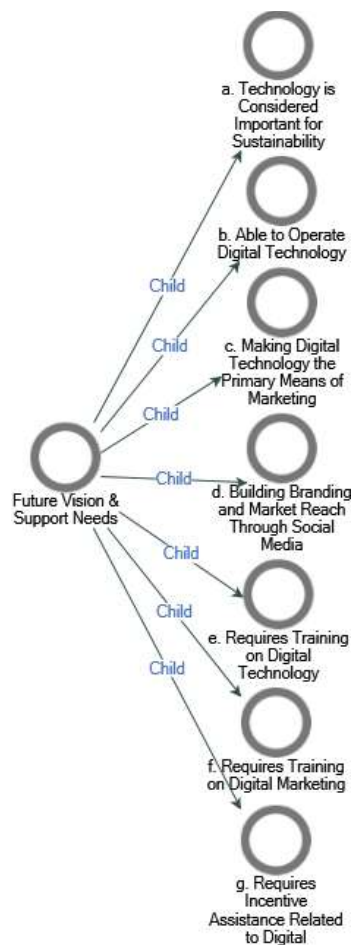 a. Technology is
Considered
Important for
Sustainability
Child
b. Able to Operate
Digital Technology
Child
c. Making Digital
Technology the
Primary Means of
Marketing
Child
Future Vision &
Support Needs
Child
d. Building Branding
and Market Reach
Through Social
Media
Child
e. Requires Training
on Digital
Technology
Child
f. Requires Training
on Digital Marketing
Child
g. Requires
Incentive
Assistance Related
to Digital